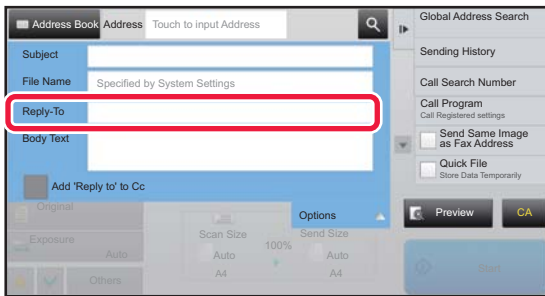 Address Book Address Touch to input Address
Subject
File Name Specified by System Settings
Reply-To
Body Text
Add 'Reply to' to Cc
Options
Original
Exposure
Auto
Others
Scan Size
Auto
A4
100%
Send Size
Auto
A4
Global Address Search
Sending History
Call Search Number
Call Program
Call Registered settings
Send Same Image
as Fax Address
Quick File
Store Data Temporarily
Preview
CA
Start